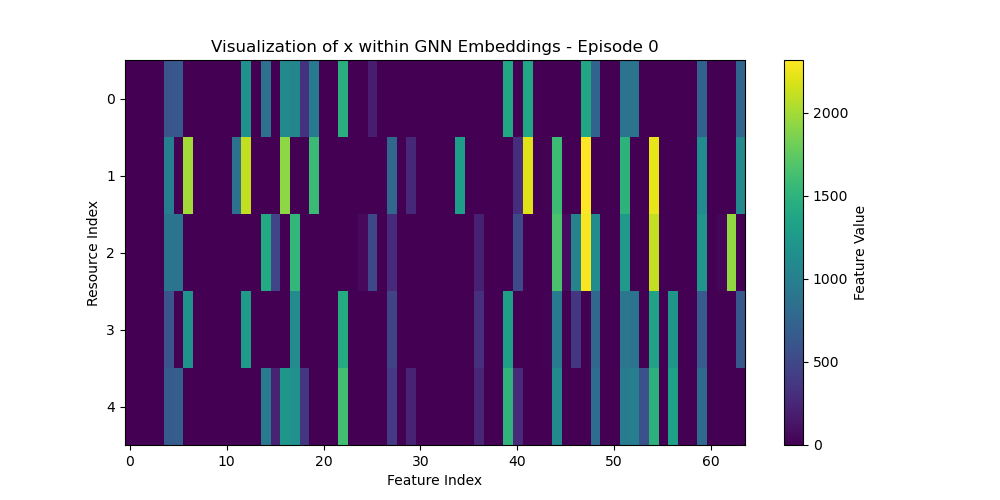 Visualization of x within GNN Embeddings - Episode 0
0
1
2
3
4
Resource Index
0 10 20 30 40 50 60
Feature Index
2000
1500
1000
500
0
Feature Value